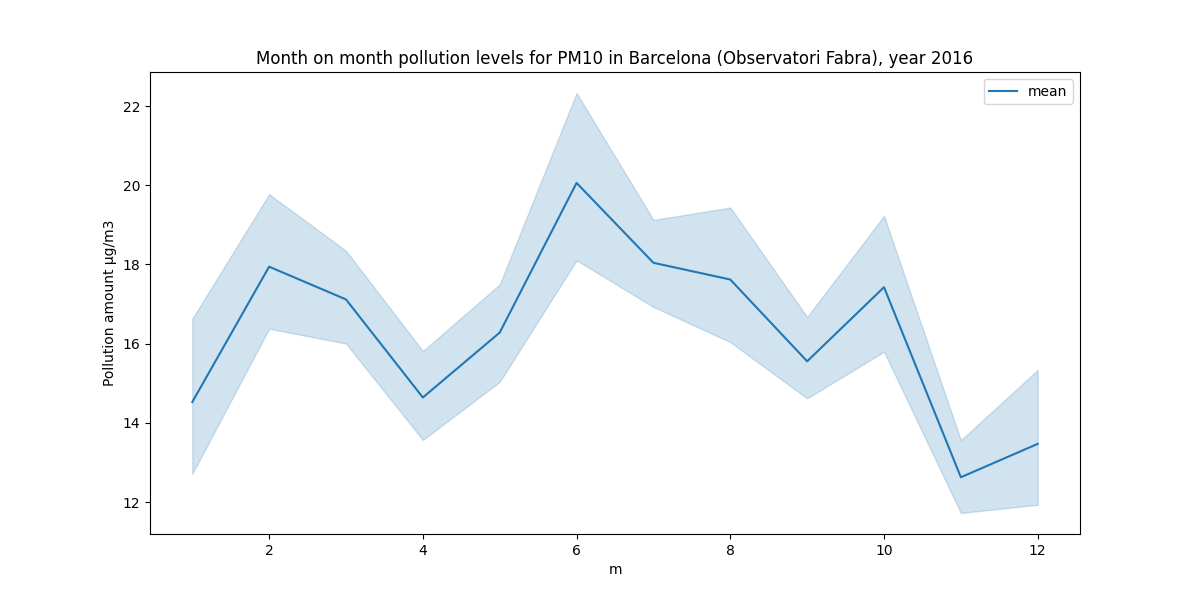 Month on month pollution levels for PM10 in Barcelona (Observatori Fabra), year 2016
mean
Pollution amount µg/m3
22
20
18
16
14
12
2 4 6 8 10 12
m